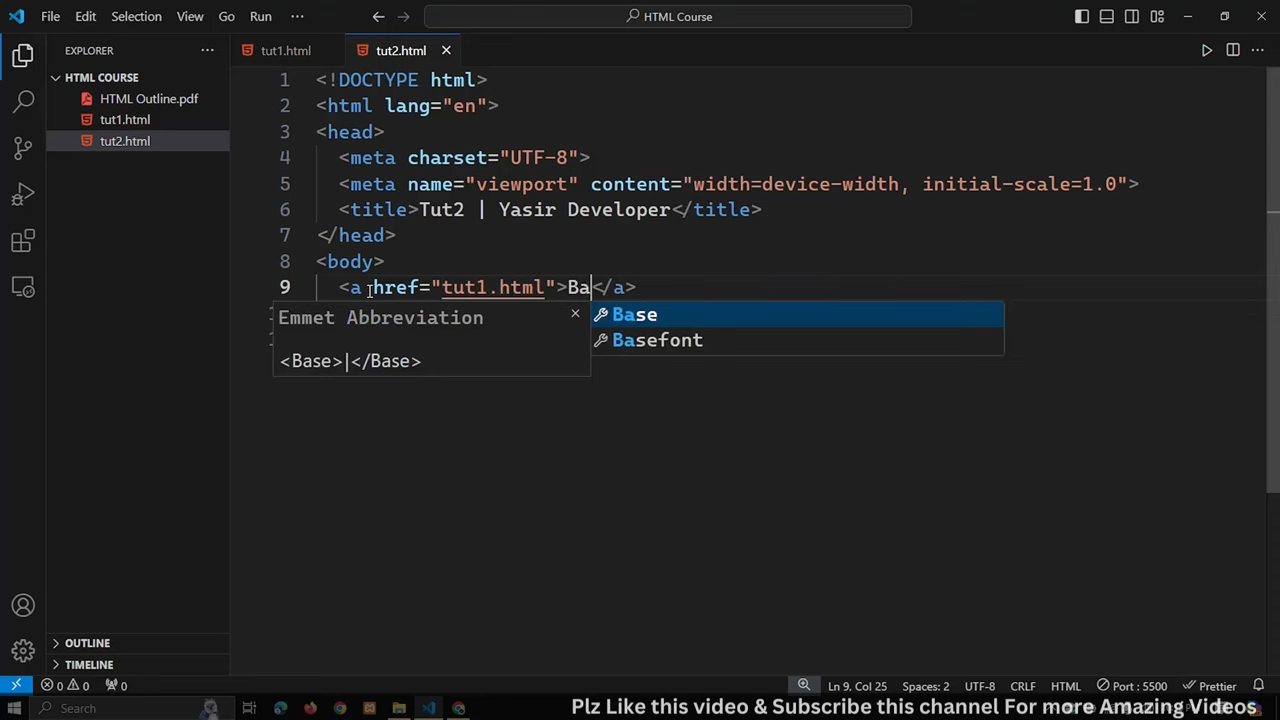 File Edit Selection View Go Run ··· HTML Course
EXPLORER ···
HTML COURSE
HTML Outline.pdf
tut1.html
tut2.html
OUTLINE
TIMELINE
tut1.html tut2.html
1 <!DOCTYPE html>
2 <html lang="en">
3 <head>
4 <meta charset="UTF-8">
5 <meta name="viewport" content="width=device-width, initial-scale=1.0">
6 <title>Tut2 | Yasir Developer</title>
7 </head>
8 <body>
9 <a href="tut1.html">Ba</a>
Emmet Abbreviation
<Base>|</Base>
Base
Basefont
0 0 0 Ln 9, Col 25 Spaces: 2 UTF-8 CRLF HTML Port : 5500 Prettier
Search
Plz Like this video & Subscribe this channel For more Amazing Videos